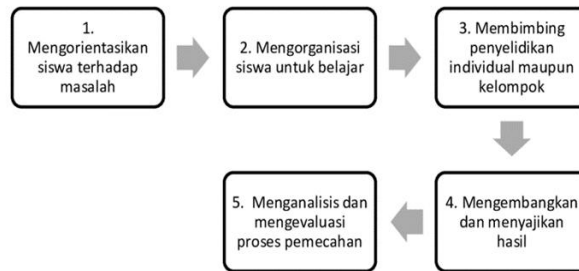 1.
Mengorientasikan
siswa terhadap
masalah
2. Mengorganisasi
siswa untuk belajar
3. Membimbing
penyelidikan
individual maupun
kelompok
4. Mengembangkan
dan menyajikan
hasil
5. Menganalisis dan
mengevaluasi
proses pemecahan